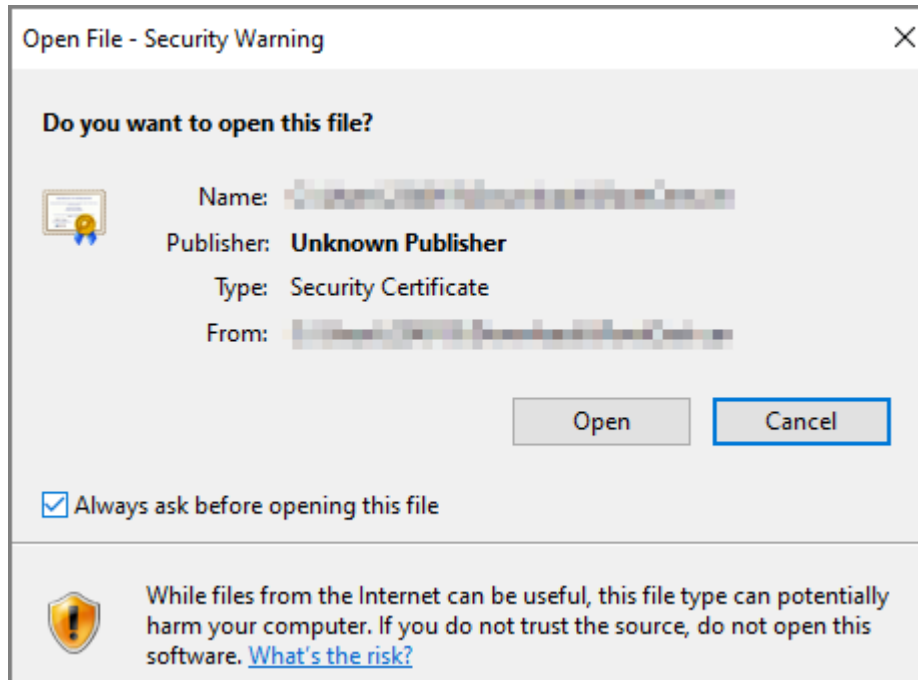 Open File - Security Warning
Do you want to open this file?
Name:
Publisher: Unknown Publisher
Type: Security Certificate
From:
Open Cancel
Always ask before opening this file
While files from the Internet can be useful, this file type can potentially
harm your computer. If you do not trust the source, do not open this
software. What's the risk?